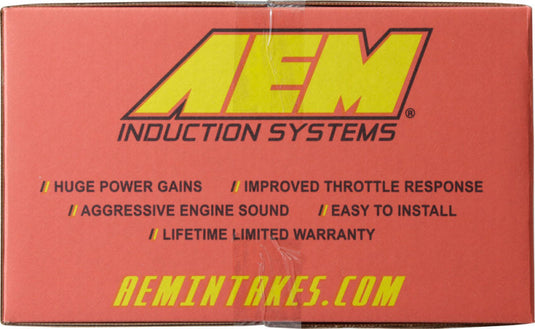 AEM®
INDUCTION SYSTEMS
// HUGE POWER GAINS // IMPROVED THROTTLE RESPONSE
// AGGRESSIVE ENGINE SOUND // EASY TO INSTALL
// LIFETIME LIMITED WARRANTY
AEMINTAKES.COM